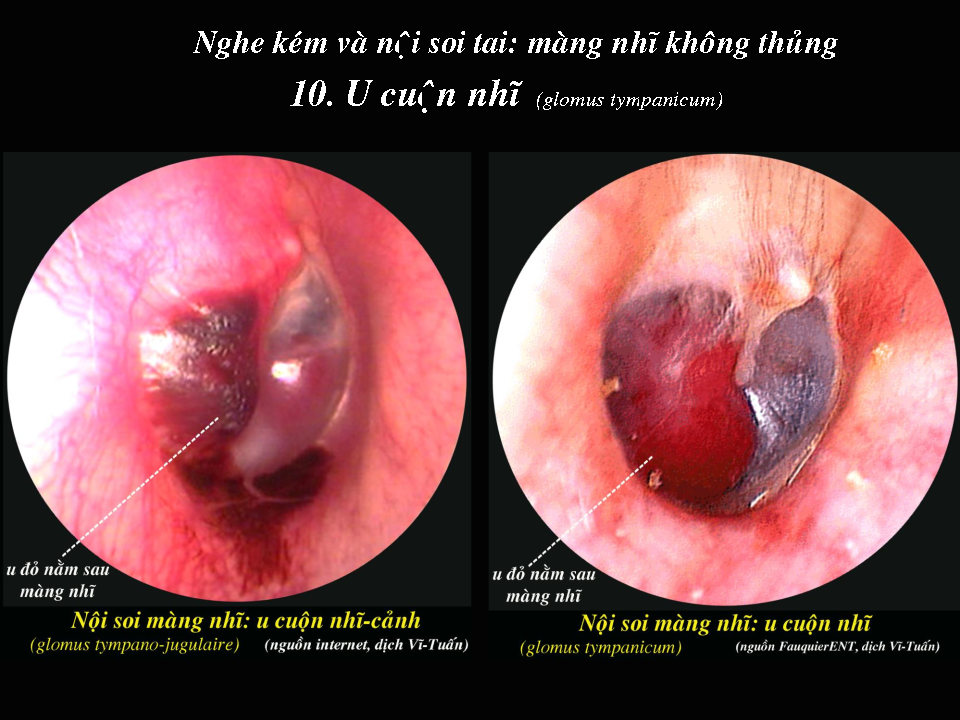 Nghe kém và nội soi tai: màng nhĩ không thủng
10. U cuộn nhĩ (glomus tympanicum)
u đỏ nằm sau
màng nhĩ
Nội soi màng nhĩ: u cuộn nhĩ-cảnh
(glomus tympano-jugulaire) (nguồn internet, dịch Vĩ-Tuấn)
u đỏ nằm sau
màng nhĩ
Nội soi màng nhĩ: u cuộn nhĩ
(glomus tympanicum) (nguồn FauquierENT, dịch Vĩ-Tuấn)